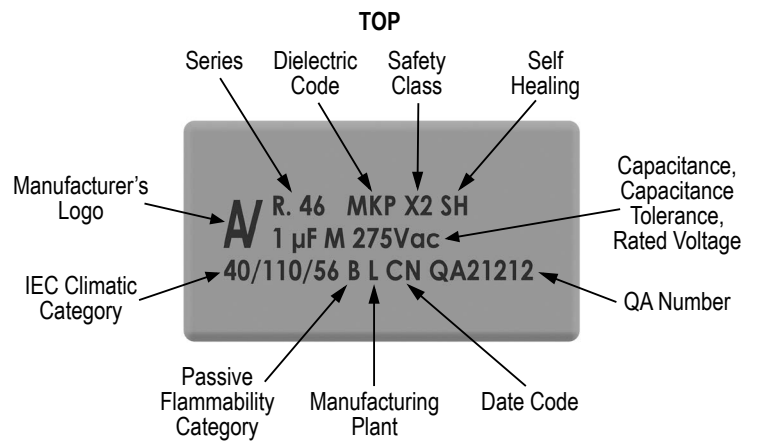 TOP
Series
Dielectric
Code
Safety
Class
Self
Healing
Manufacturer's
Logo
R. 46 MKP X2 SH
1 µF M 275Vac
40/110/56 B L CN QA21212
Capacitance,
Capacitance
Tolerance,
Rated Voltage
IEC Climatic
Category
QA Number
Passive
Flammability
Category
Manufacturing
Plant
Date Code